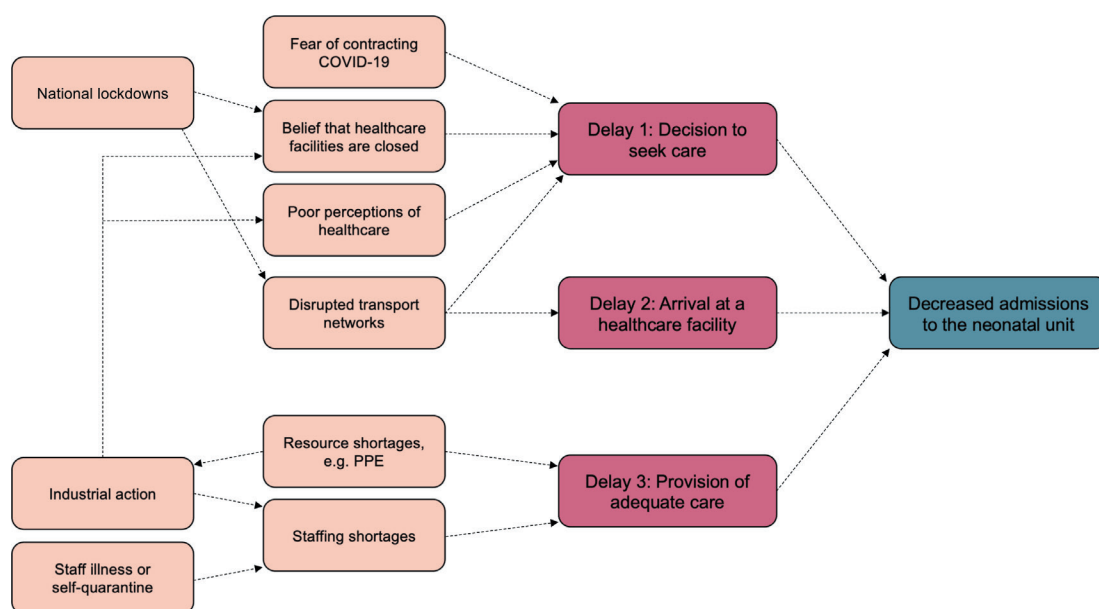 Fear of contracting
COVID-19
National lockdowns
Belief that healthcare
facilities are closed
Delay 1: Decision to
seek care
Poor perceptions of
healthcare
Disrupted transport
networks
Delay 2: Arrival at a
healthcare facility
Decreased admissions
to the neonatal unit
Resource shortages,
e.g. PPE
Industrial action
Delay 3: Provision of
adequate care
Staffing shortages
Staff illness or
self-quarantine